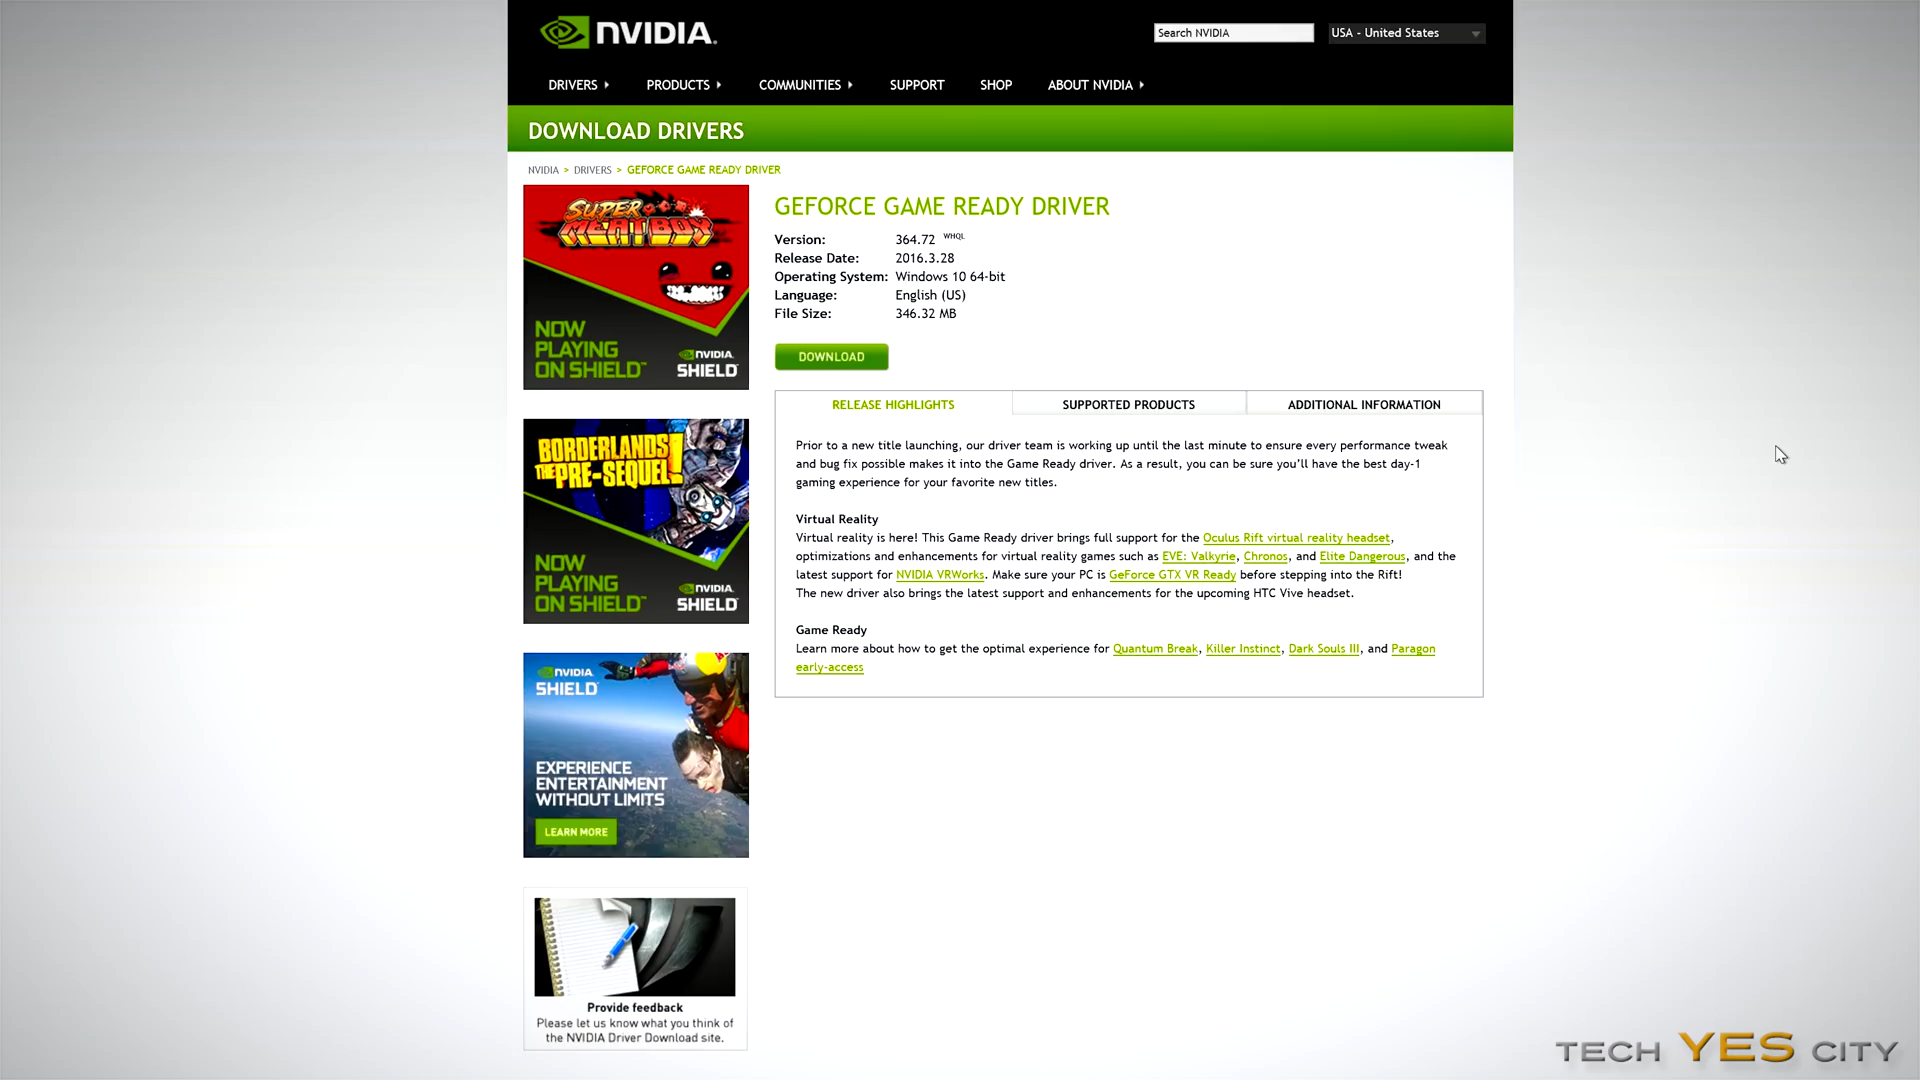 NVIDIA.
Search NVIDIA
USA - United States
DRIVERS PRODUCTS COMMUNITIES SUPPORT SHOP ABOUT NVIDIA
DOWNLOAD DRIVERS
NVIDIA > DRIVERS > GEFORCE GAME READY DRIVER
SUPER
MEAT BOY
NOW
PLAYING
ON SHIELD™
NVIDIA.
SHIELD
BORDERLANDS
THE PRE-SEQUEL!
NOW
PLAYING
ON SHIELD™
NVIDIA.
SHIELD
NVIDIA.
SHIELD
EXPERIENCE
ENTERTAINMENT
WITHOUT LIMITS
LEARN MORE
Provide feedback
Please let us know what you think of
the NVIDIA Driver Download site.
GEFORCE GAME READY DRIVER
Version: 364.72 WHQL
Release Date: 2016.3.28
Operating System: Windows 10 64-bit
Language: English (US)
File Size: 346.32 MB
DOWNLOAD
RELEASE HIGHLIGHTS SUPPORTED PRODUCTS ADDITIONAL INFORMATION
Prior to a new title launching, our driver team is working up until the last minute to ensure every performance tweak
and bug fix possible makes it into the Game Ready driver. As a result, you can be sure you’ll have the best day-1
gaming experience for your favorite new titles.
Virtual Reality
Virtual reality is here! This Game Ready driver brings full support for the Oculus Rift virtual reality headset,
optimizations and enhancements for virtual reality games such as EVE: Valkyrie, Chronos, and Elite Dangerous, and the
latest support for NVIDIA VRWorks. Make sure your PC is GeForce GTX VR Ready before stepping into the Rift!
The new driver also brings the latest support and enhancements for the upcoming HTC Vive headset.
Game Ready
Learn more about how to get the optimal experience for Quantum Break, Killer Instinct, Dark Souls III, and Paragon
early-access
TECH YES CITY